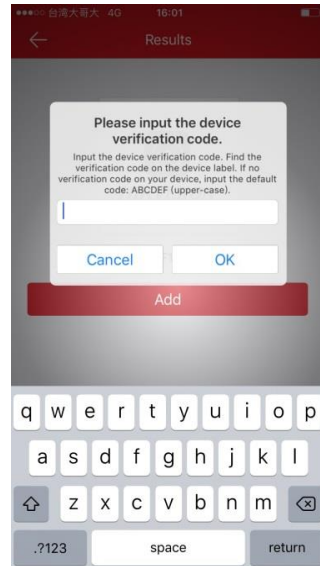 台湾大哥大 4G 16:01
Results
Please input the device
verification code.
Input the device verification code. Find the
verification code on the device label. If no
verification code on your device, input the default
code: ABCDEF (upper-case).
Cancel
OK
Add
q w e r t y u i o p
a s d f g h j k l
z x c v b n m
.?123 space return